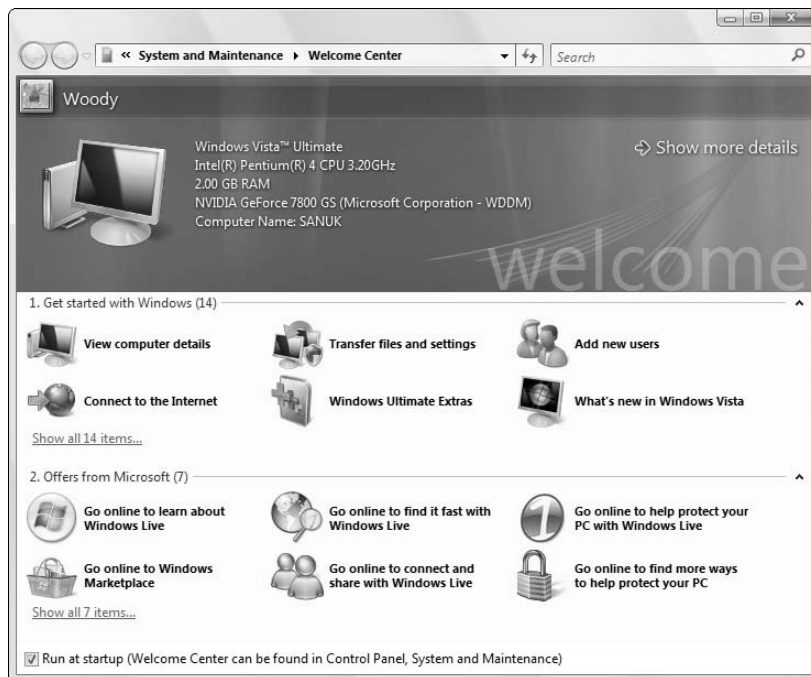 « System and Maintenance ▸ Welcome Center
Search
Woody
Windows Vista™ Ultimate
Intel(R) Pentium(R) 4 CPU 3.20GHz
2.00 GB RAM
NVIDIA GeForce 7800 GS (Microsoft Corporation - WDDM)
Computer Name: SANUK
Show more details
welcome
1. Get started with Windows (14)
View computer details
Transfer files and settings
Add new users
Connect to the Internet
Windows Ultimate Extras
What's new in Windows Vista
Show all 14 items...
2. Offers from Microsoft (7)
Go online to learn about
Windows Live
Go online to find it fast with
Windows Live
Go online to help protect your
PC with Windows Live
Go online to Windows
Marketplace
Go online to connect and
share with Windows Live
Go online to find more ways
to help protect your PC
Show all 7 items...
Run at startup (Welcome Center can be found in Control Panel, System and Maintenance)